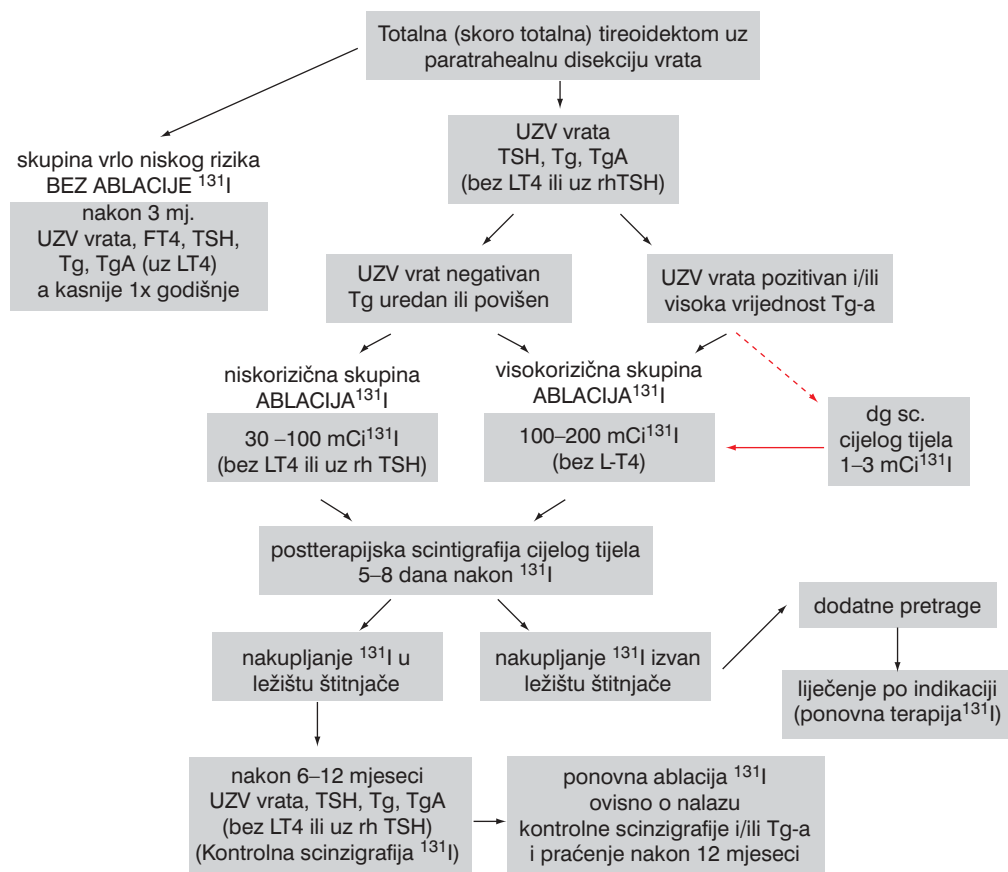 Totalna (skoro totalna) tireoidektom uz
paratrahealnu disekciju vrata
skupina vrlo niskog rizika
BEZ ABLACIJE ¹³¹I
nakon 3 mj.
UZV vrata, FT4, TSH,
Tg, TgA (uz LT4)
a kasnije 1x godišnje
UZV vrata
TSH, Tg, TgA
(bez LT4 ili uz rhTSH)
UZV vrat negativan
Tg uredan ili povišen
UZV vrata pozitivan i/ili
visoka vrijednost Tg-a
niskorizična skupina
ABLACIJA¹³¹I
30 –100 mCi¹³¹I
(bez LT4 ili uz rh TSH)
visokorizična skupina
ABLACIJA¹³¹I
100–200 mCi¹³¹I
(bez L-T4)
dg sc.
cijelog tijela
1–3 mCi¹³¹I
postterapijska scintigrafija cijelog tijela
5–8 dana nakon ¹³¹I
nakupljanje ¹³¹I u
ležištu štitnjače
nakupljanje ¹³¹I izvan
ležištu štitnjače
dodatne pretrage
liječenje po indikaciji
(ponovna terapija¹³¹I)
nakon 6–12 mjeseci
UZV vrata, TSH, Tg, TgA
(bez LT4 ili uz rh TSH)
(Kontrolna scinzigrafija ¹³¹I)
ponovna ablacija ¹³¹I
ovisno o nalazu
kontrolne scinzigrafije i/ili Tg-a
i praćenje nakon 12 mjeseci